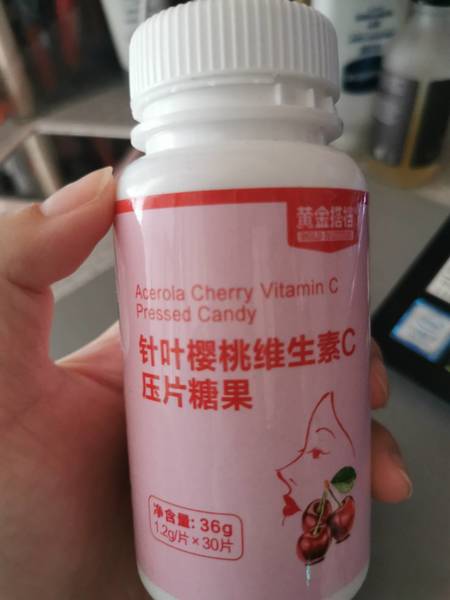 黄金搭档
Acerola Cherry Vitamin C
Pressed Candy
针叶樱桃维生素C
压片糖果
净含量: 36g
1.2g/片×30片